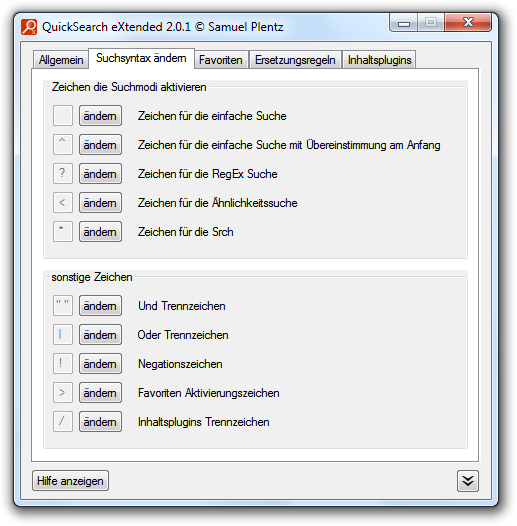 QuickSearch eXtended 2.0.1 © Samuel Plentz
Allgemein Suchsyntax ändern Favoriten Ersetzungsregeln Inhaltsplugins
Zeichen die Suchmodi aktivieren
ändern Zeichen für die einfache Suche
^ ändern Zeichen für die einfache Suche mit Übereinstimmung am Anfang
? ändern Zeichen für die RegEx Suche
< ändern Zeichen für die Ähnlichkeitssuche
* ändern Zeichen für die Srch
sonstige Zeichen
" " ändern Und Trennzeichen
| ändern Oder Trennzeichen
! ändern Negationszeichen
> ändern Favoriten Aktivierungszeichen
/ ändern Inhaltsplugins Trennzeichen
Hilfe anzeigen